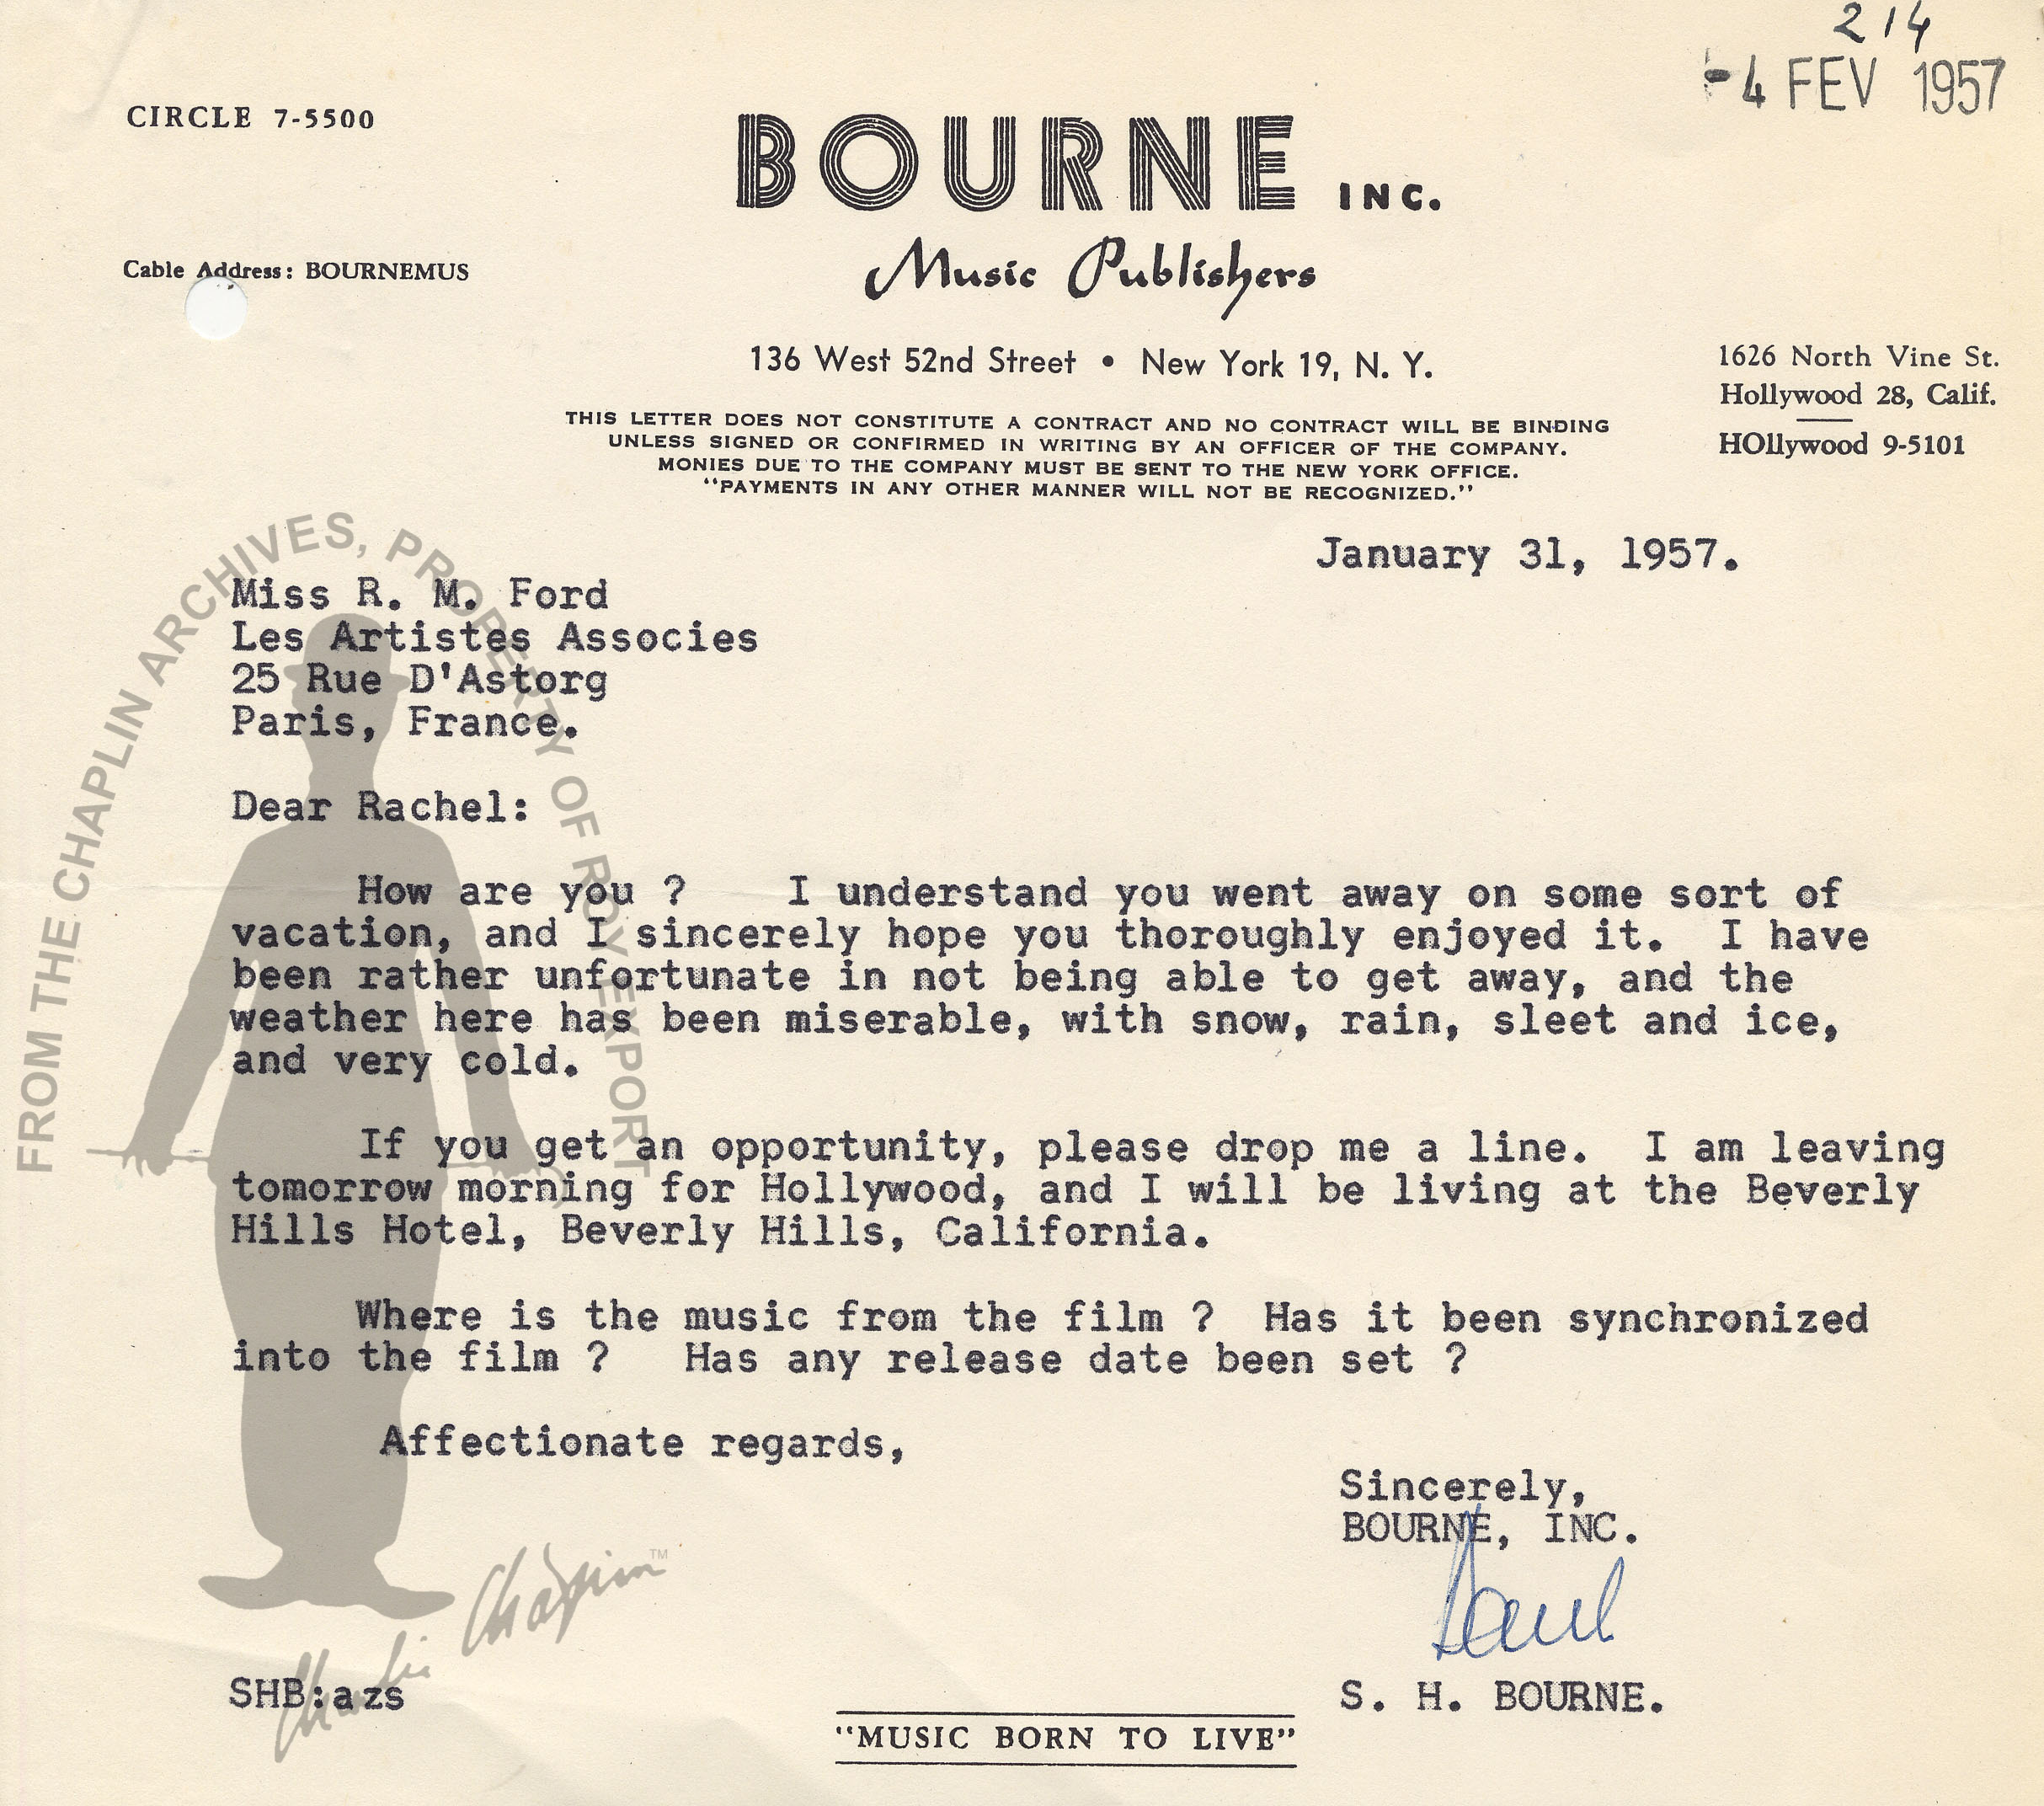 214
-4 FEV 1957
CIRCLE 7-5500
BOURNE INC.
Cable Address: BOURNEMUS
Music Publishers
136 West 52nd Street • New York 19, N. Y.
1626 North Vine St.
Hollywood 28, Calif.
HOllywood 9-5101
THIS LETTER DOES NOT CONSTITUTE A CONTRACT AND NO CONTRACT WILL BE BINDING
UNLESS SIGNED OR CONFIRMED IN WRITING BY AN OFFICER OF THE COMPANY.
MONIES DUE TO THE COMPANY MUST BE SENT TO THE NEW YORK OFFICE.
"PAYMENTS IN ANY OTHER MANNER WILL NOT BE RECOGNIZED."
January 31, 1957.
Miss R. M. Ford
Les Artistes Associes
25 Rue D'Astorg
Paris, France.
Dear Rachel:
How are you ? I understand you went away on some sort of
vacation, and I sincerely hope you thoroughly enjoyed it. I have
been rather unfortunate in not being able to get away, and the
weather here has been miserable, with snow, rain, sleet and ice,
and very cold.
If you get an opportunity, please drop me a line. I am leaving
tomorrow morning for Hollywood, and I will be living at the Beverly
Hills Hotel, Beverly Hills, California.
Where is the music from the film ? Has it been synchronized
into the film ? Has any release date been set ?
Affectionate regards,
Sincerely,
BOURNE, INC.
Saul
S. H. BOURNE.
SHB:azs
"MUSIC BORN TO LIVE"
FROM THE CHAPLIN ARCHIVES, PROPERTY OF ROY EXPORT
Charlie Chaplin™